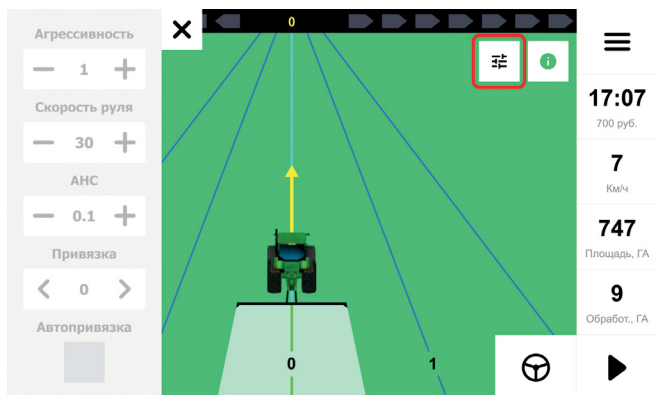 Агрессивность
1
Скорость руля
30
АНС
0.1
Привязка
0
Автопривязка
0
0
1
17:07
700 руб.
7
Км/ч
747
Площадь, ГА
9
Обработ., ГА